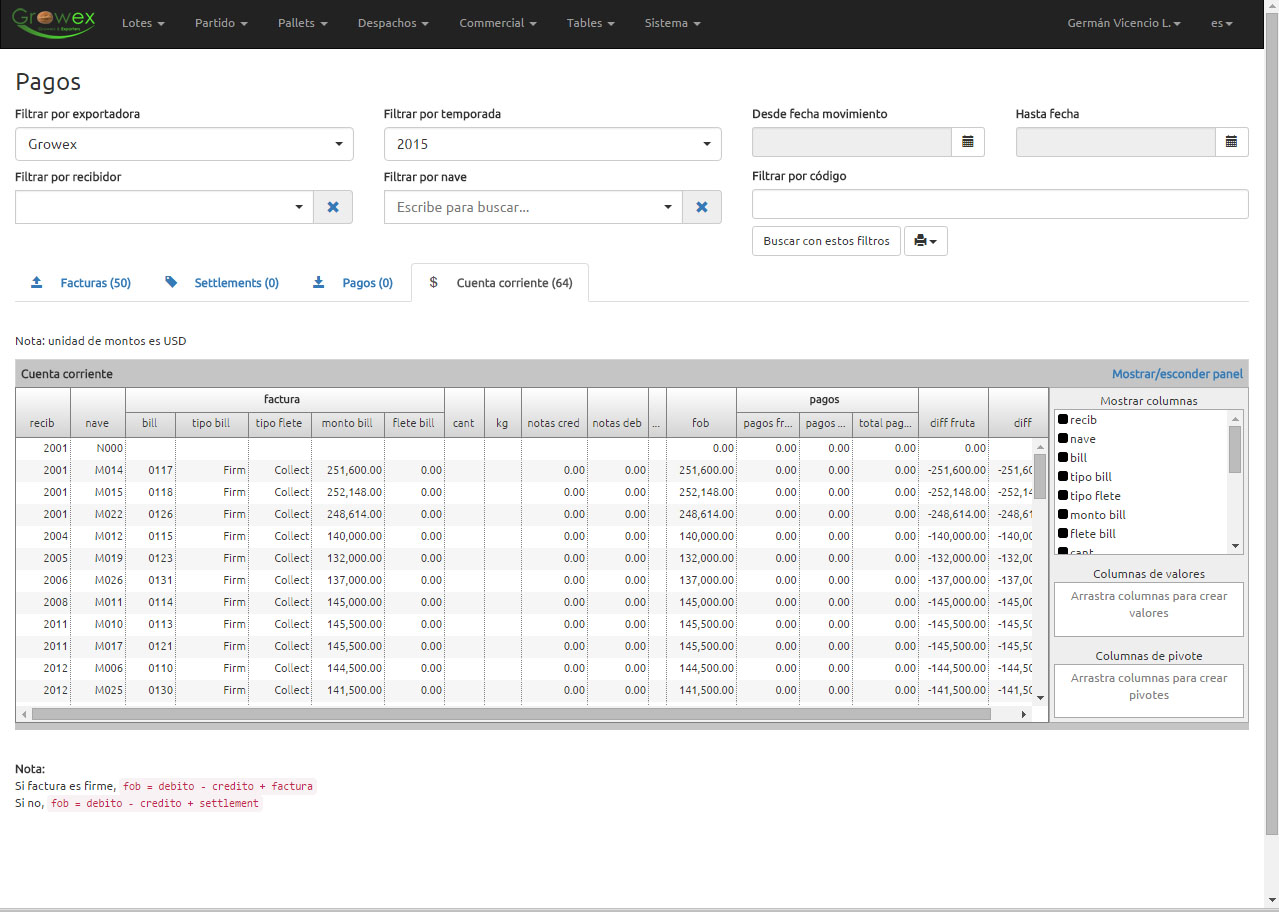 Growex
Lotes Partido Pallets Despachos Commercial Tables Sistema Germán Vicencio L. es
Pagos
Filtrar por exportadora Filtrar por temporada Desde fecha movimiento Hasta fecha
Growex 2015
Filtrar por recibidor Filtrar por nave Filtrar por código
Escribe para buscar...
Buscar con estos filtros
Facturas (50) Settlements (0) Pagos (0) $ Cuenta corriente (64)
Nota: unidad de montos es USD
Cuenta corriente Mostrar/esconder panel
factura pagos
recib nave bill tipo bill tipo flete monto bill flete bill cant kg notas cred notas deb ... fob pagos fr... pagos ... total pag... diff fruta diff
2001 N000 0.00 0.00 0.00 0.00 0.00
2001 M014 0117 Firm Collect 251,600.00 0.00 0.00 0.00 251,600.00 0.00 0.00 0.00 -251,600.00 -251,60
2001 M015 0118 Firm Collect 252,148.00 0.00 0.00 0.00 252,148.00 0.00 0.00 0.00 -252,148.00 -252,14
2001 M022 0126 Firm Collect 248,614.00 0.00 0.00 0.00 248,614.00 0.00 0.00 0.00 -248,614.00 -248,61
2004 M012 0115 Firm Collect 140,000.00 0.00 0.00 0.00 140,000.00 0.00 0.00 0.00 -140,000.00 -140,00
2005 M019 0123 Firm Collect 132,000.00 0.00 0.00 0.00 132,000.00 0.00 0.00 0.00 -132,000.00 -132,00
2006 M026 0131 Firm Collect 137,000.00 0.00 0.00 0.00 137,000.00 0.00 0.00 0.00 -137,000.00 -137,00
2008 M011 0114 Firm Collect 145,000.00 0.00 0.00 0.00 145,000.00 0.00 0.00 0.00 -145,000.00 -145,00
2011 M010 0113 Firm Collect 145,500.00 0.00 0.00 0.00 145,500.00 0.00 0.00 0.00 -145,500.00 -145,50
2011 M017 0121 Firm Collect 145,500.00 0.00 0.00 0.00 145,500.00 0.00 0.00 0.00 -145,500.00 -145,50
2012 M006 0110 Firm Collect 144,500.00 0.00 0.00 0.00 144,500.00 0.00 0.00 0.00 -144,500.00 -144,50
2012 M025 0130 Firm Collect 141,500.00 0.00 0.00 0.00 141,500.00 0.00 0.00 0.00 -141,500.00 -141,50
Mostrar columnas
recib
nave
bill
tipo bill
tipo flete
monto bill
flete bill
cant
Columnas de valores
Arrastra columnas para crear
valores
Columnas de pivote
Arrastra columnas para crear
pivotes
Nota:
Si factura es firme, fob = debito - credito + factura
Si no, fob = debito - credito + settlement